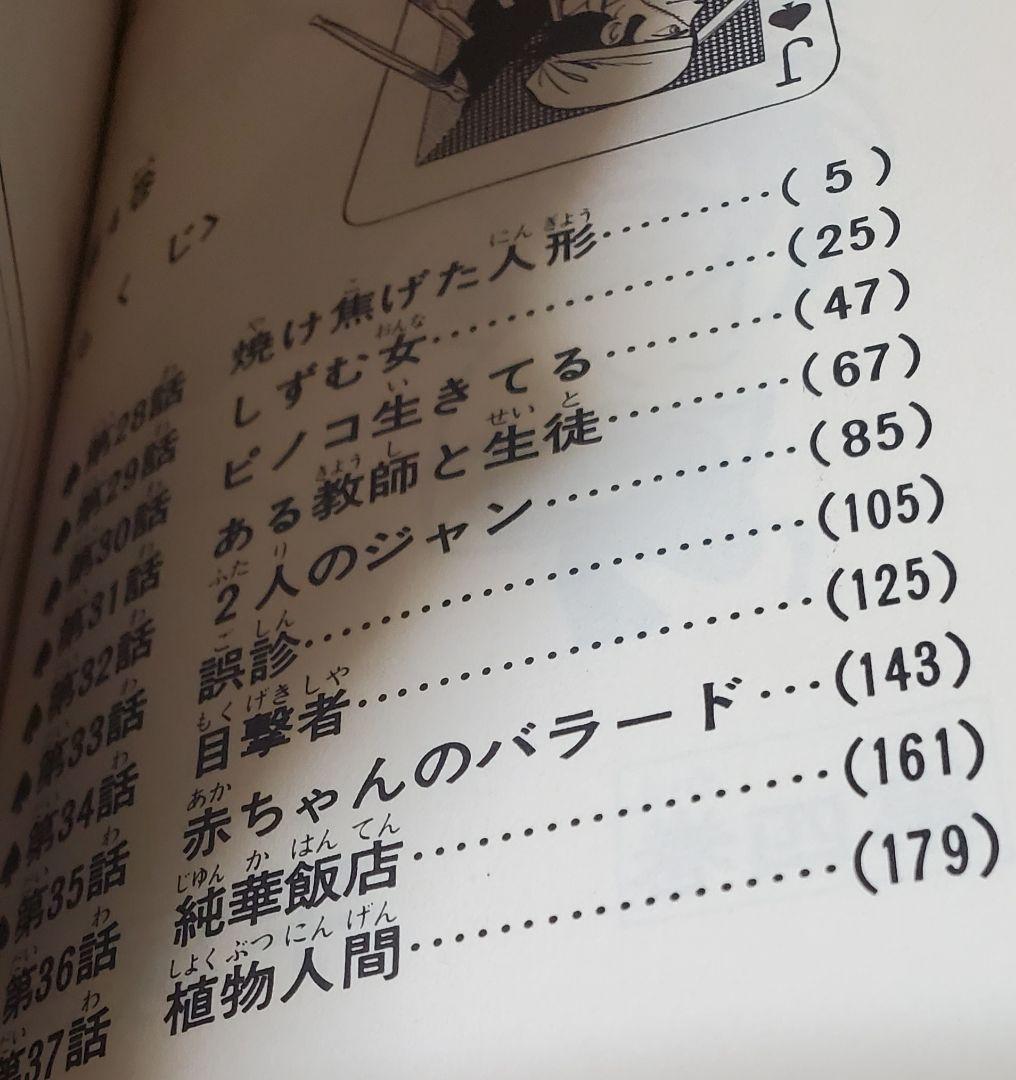 J
くじ
♠第28話 焼け焦げた人形………(5)
♠第29話 しずむ女………(25)
♠第30話 ピノコ生きてる………(47)
♠第31話 ある教師と生徒………(67)
♠第32話 2人のジャン………(85)
♠第33話 誤診………(105)
♠第34話 目撃者………(125)
♠第35話 赤ちゃんのバラード…(143)
第36話 純華飯店………(161)
第37話 植物人間………(179)